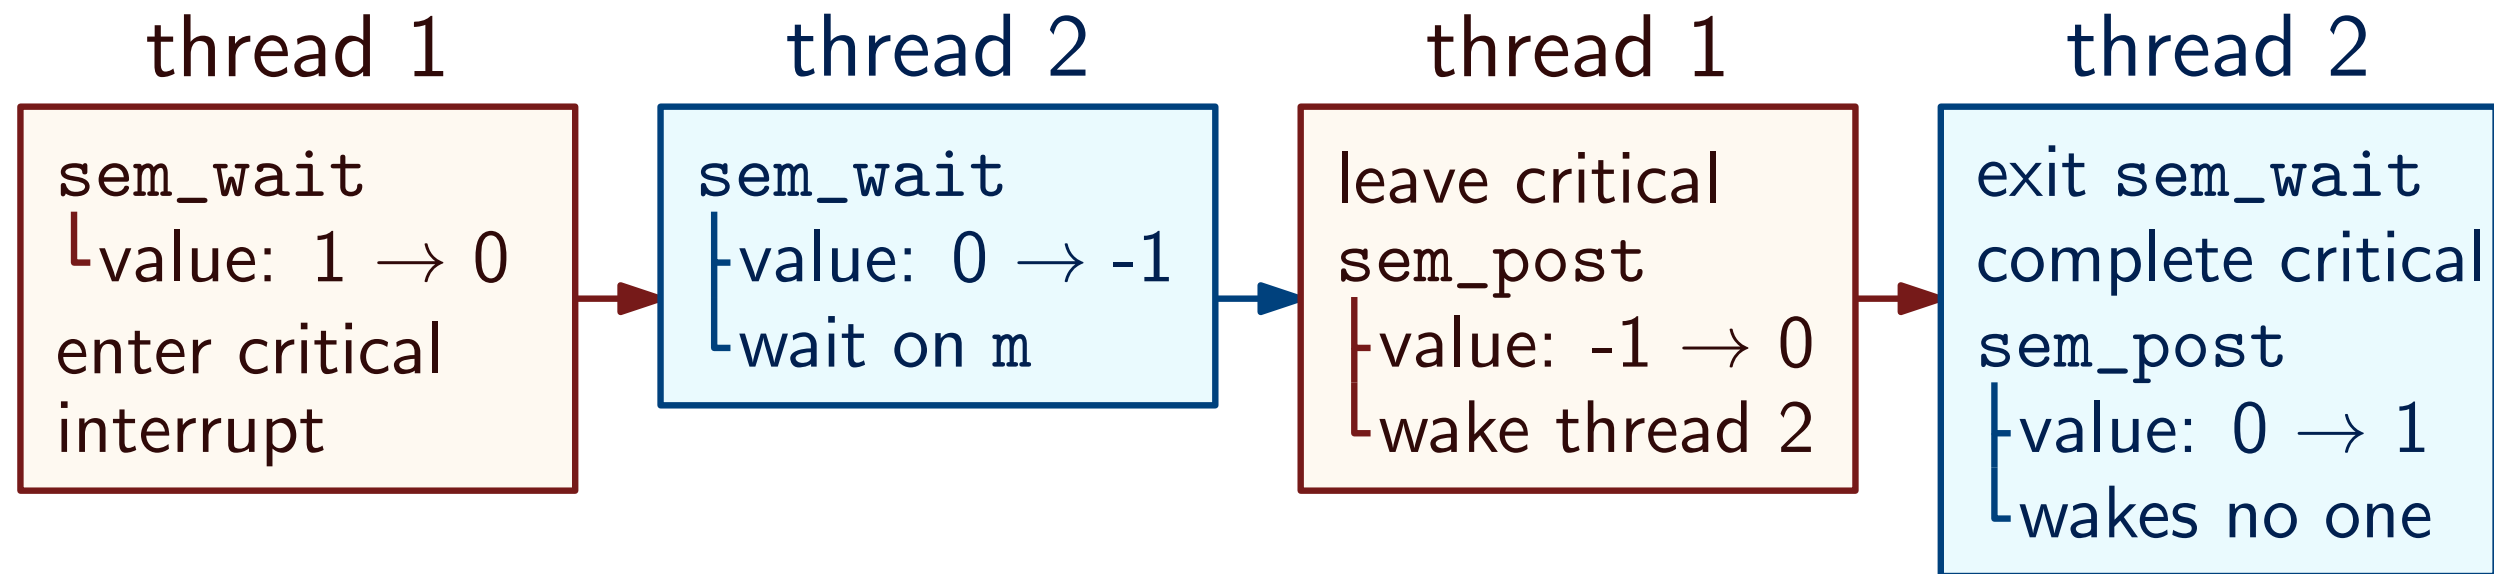 thread 1
sem_wait
value: 1 → 0
enter critical
interrupt
thread 2
sem_wait
value: 0 → -1
wait on m
thread 1
leave critical
sem_post
value: -1 → 0
wake thread 2
thread 2
exit sem_wait
complete critical
sem_post
value: 0 → 1
wakes no one